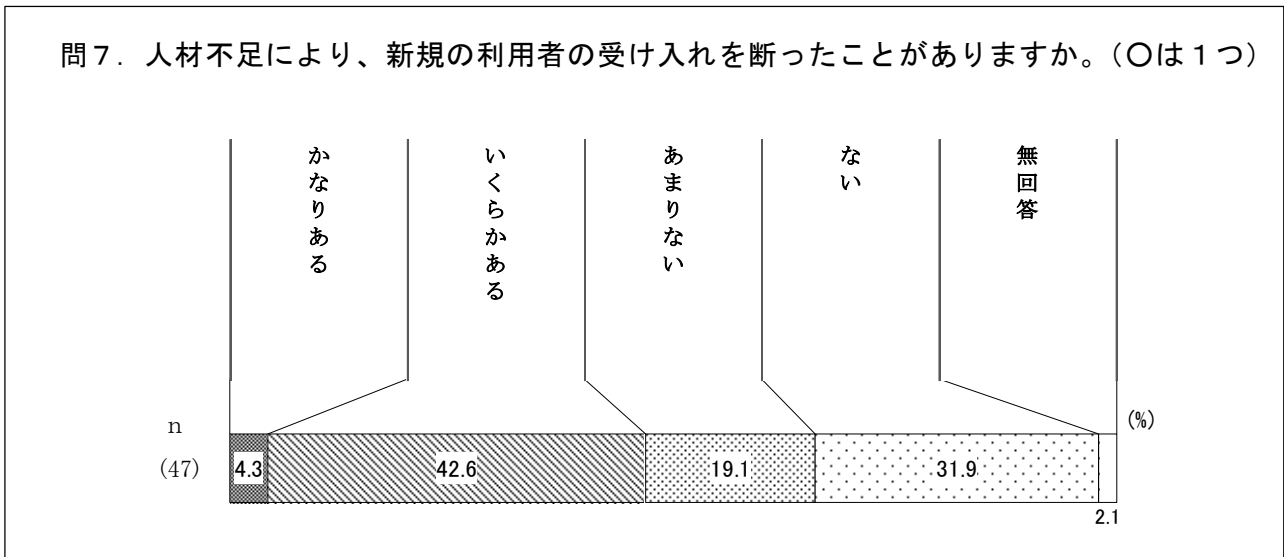 問７．人材不足により、新規の利用者の受け入れを断ったことがありますか。（〇は１つ）
かなりある
いくらかある
あまりない
ない
無回答
(%)
n
(47)
4.3
42.6
19.1
31.9
2.1